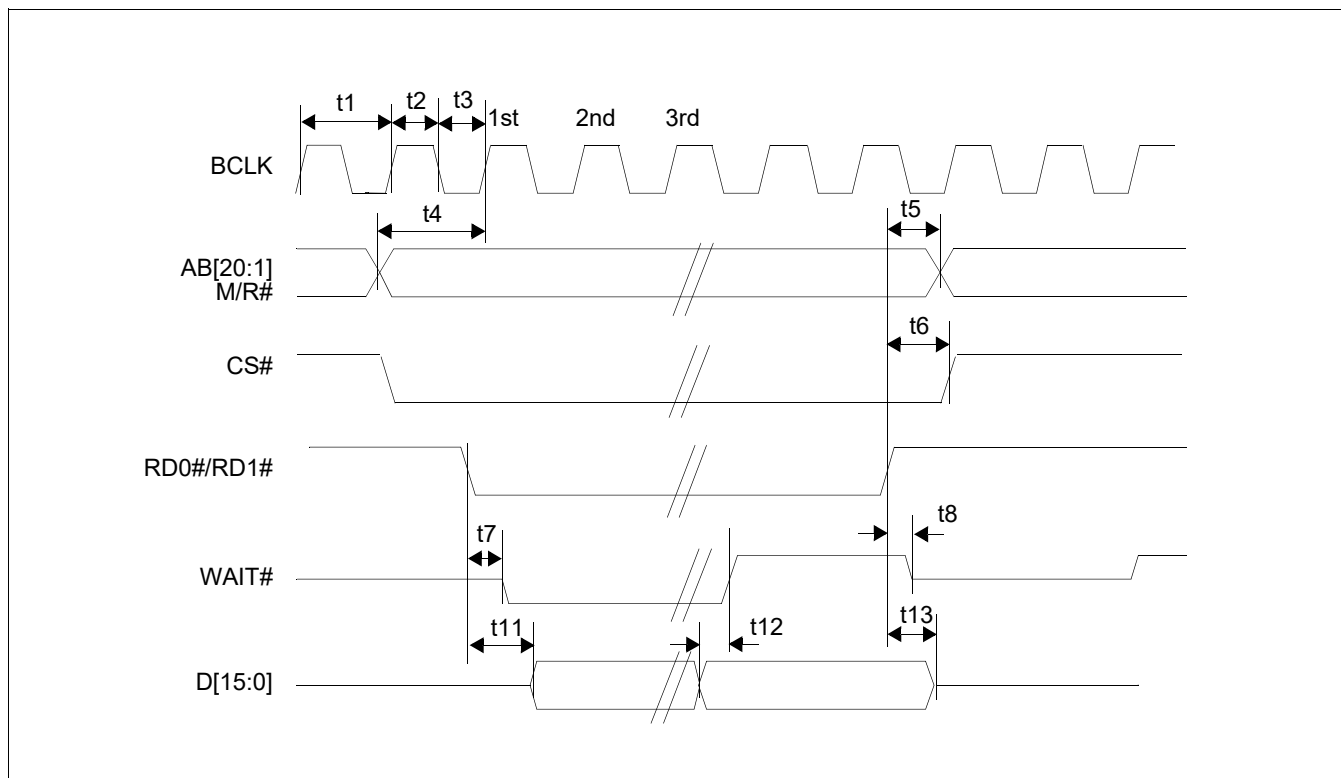 t1
t2
t3
1st
2nd
3rd
BCLK
t4
t5
AB[20:1]
M/R#
t6
CS#
RD0#/RD1#
t7
t8
WAIT#
t11
t12
t13
D[15:0]